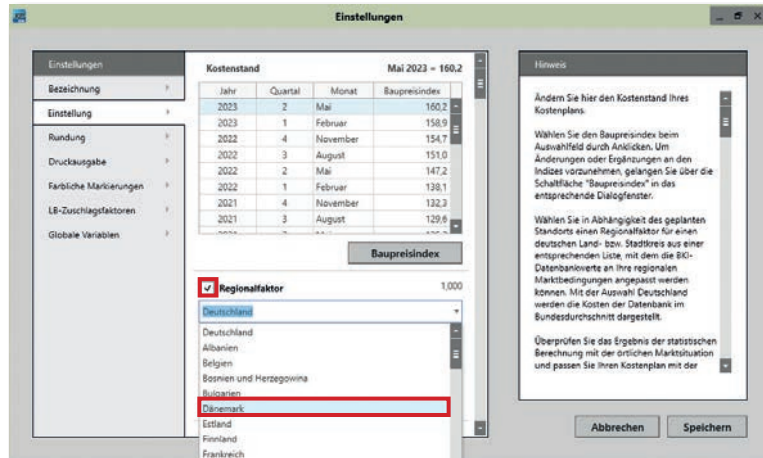 Einstellungen
Einstellungen
Bezeichnung
Einstellung
Rundung
Druckausgabe
Farbliche Markierungen
LB-Zuschlagsfaktoren
Globale Variablen
Kostenstand Mai 2023 = 160,2
Jahr Quartal Monat Baupreisindex
2023 2 Mai 160,2
2023 1 Februar 158,9
2022 4 November 154,7
2022 3 August 151,0
2022 2 Mai 147,2
2022 1 Februar 138,1
2021 4 November 132,3
2021 3 August 129,6
Baupreisindex
Regionalfaktor 1,000
Deutschland
Deutschland
Albanien
Belgien
Bosnien und Herzegowina
Bulgarien
Dänemark
Estland
Finnland
Frankreich
Hinweis
Ändern Sie hier den Kostenstand Ihres
Kostenplans.
Wählen Sie den Baupreisindex beim
Auswahlfeld durch Anklicken. Um
Änderungen oder Ergänzungen an den
Indizes vorzunehmen, gelangen Sie über die
Schaltfläche "Baupreisindex" in das
entsprechende Dialogfenster.
Wählen Sie in Abhängigkeit des geplanten
Standorts einen Regionalfaktor für einen
deutschen Land- bzw. Stadtkreis aus einer
entsprechenden Liste, mit dem die BKI-
Datenbankwerte an Ihre regionalen
Marktbedingungen angepasst werden
können. Mit der Auswahl Deutschland
werden die Kosten der Datenbank im
Bundesdurchschnitt dargestellt.
Überprüfen Sie das Ergebnis der statistischen
Berechnung mit der örtlichen Marktsituation
und passen Sie Ihren Kostenplan mit der
Abbrechen Speichern